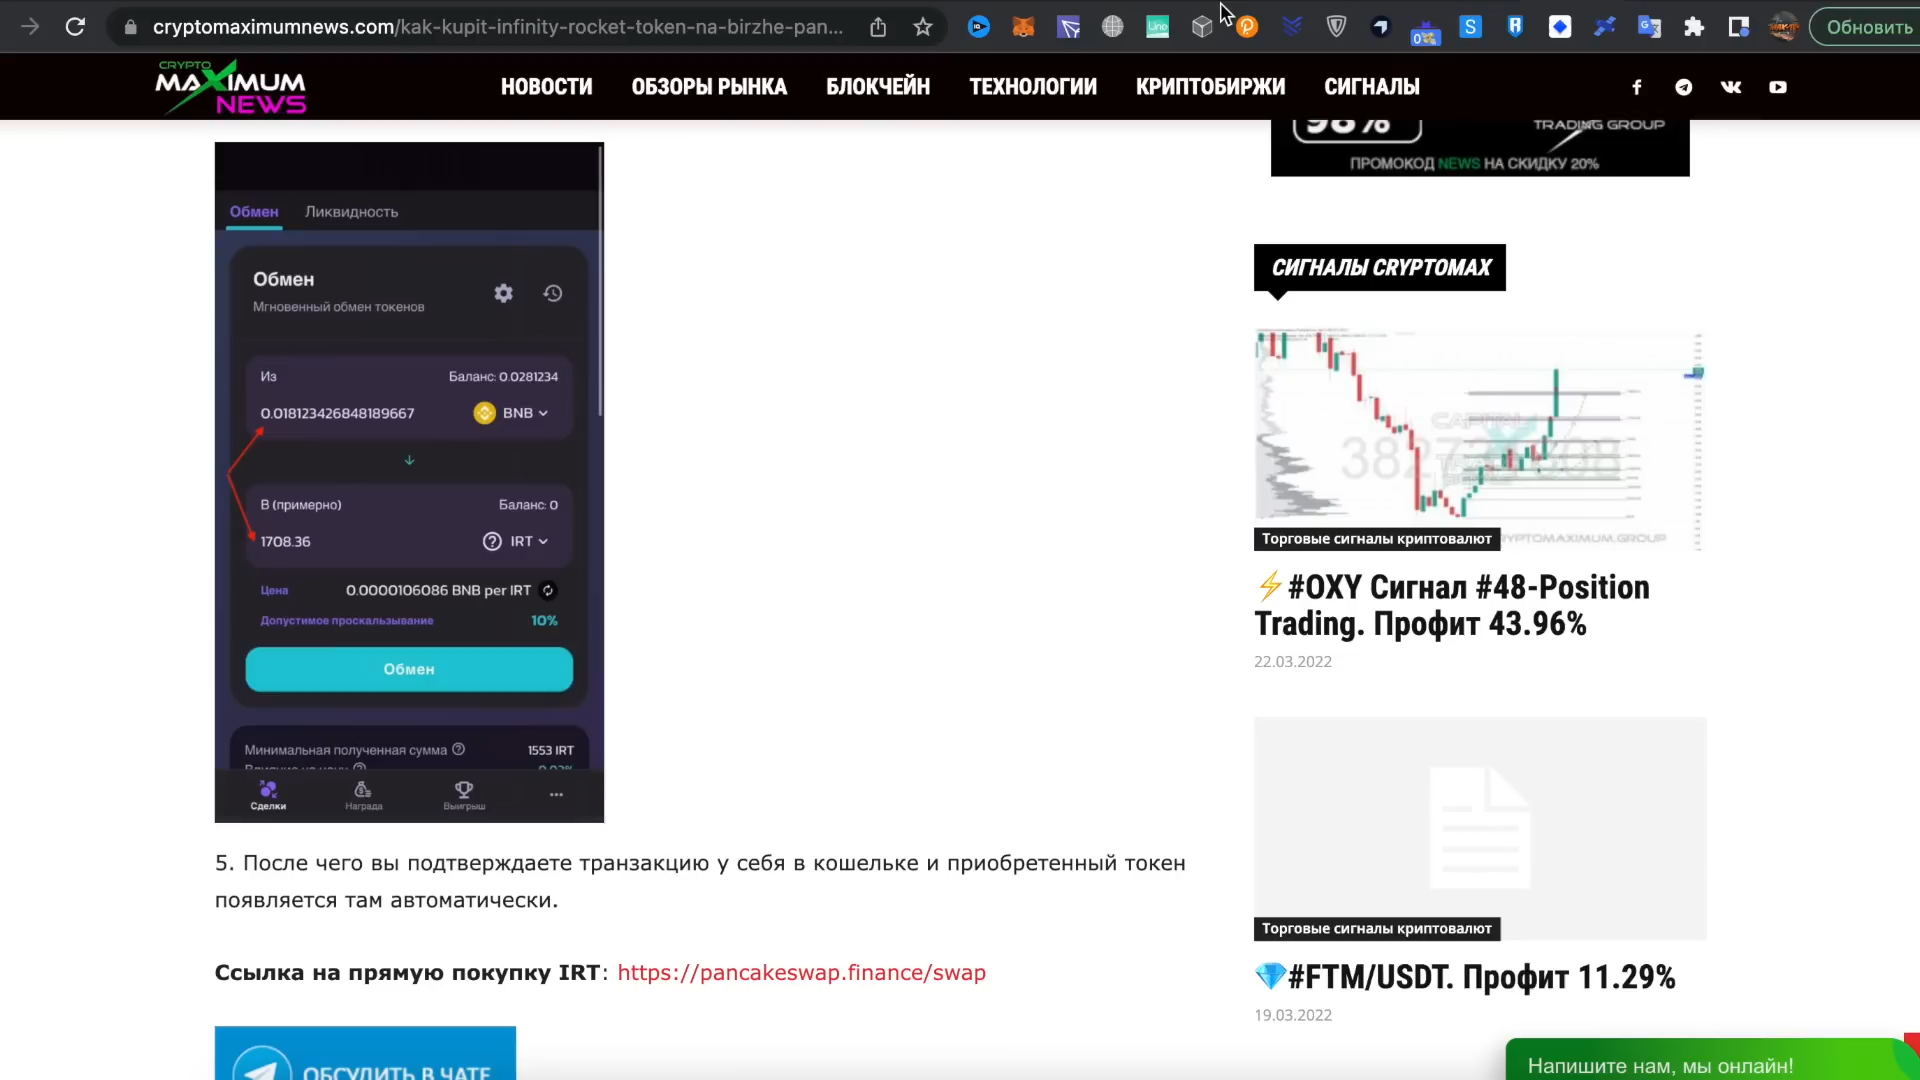 cryptomaximumnews.com/kak-kupit-infinity-rocket-token-na-birzhe-pan...
Обновить
CRYPTO
MAXIMUM
NEWS
НОВОСТИ
ОБЗОРЫ РЫНКА
БЛОКЧЕЙН
ТЕХНОЛОГИИ
КРИПТОБИРЖИ
СИГНАЛЫ
98%
TRADING GROUP
ПРОМОКОД NEWS НА СКИДКУ 20%
Обмен
Ликвидность
Обмен
Мгновенный обмен токенов
Из
Баланс: 0.0281234
0.018123426848189667
BNB
В (примерно)
Баланс: 0
1708.36
IRT
Цена
0.0000106086 BNB per IRT
Допустимое проскальзывание
10%
Обмен
Минимальная полученная сумма
1553 IRT
Сделки
Награда
Выигрыш
5. После чего вы подтверждаете транзакцию у себя в кошельке и приобретенный токен
появляется там автоматически.
Ссылка на прямую покупку IRT: https://pancakeswap.finance/swap
ОБСУДИТЬ В ЧАТЕ
СИГНАЛЫ CRYPTOMAX
CAPITAL
Торговые сигналы криптовалют
⚡#OXY Сигнал #48-Position
Trading. Профит 43.96%
22.03.2022
Торговые сигналы криптовалют
💎#FTM/USDT. Профит 11.29%
19.03.2022
Напишите нам, мы онлайн!